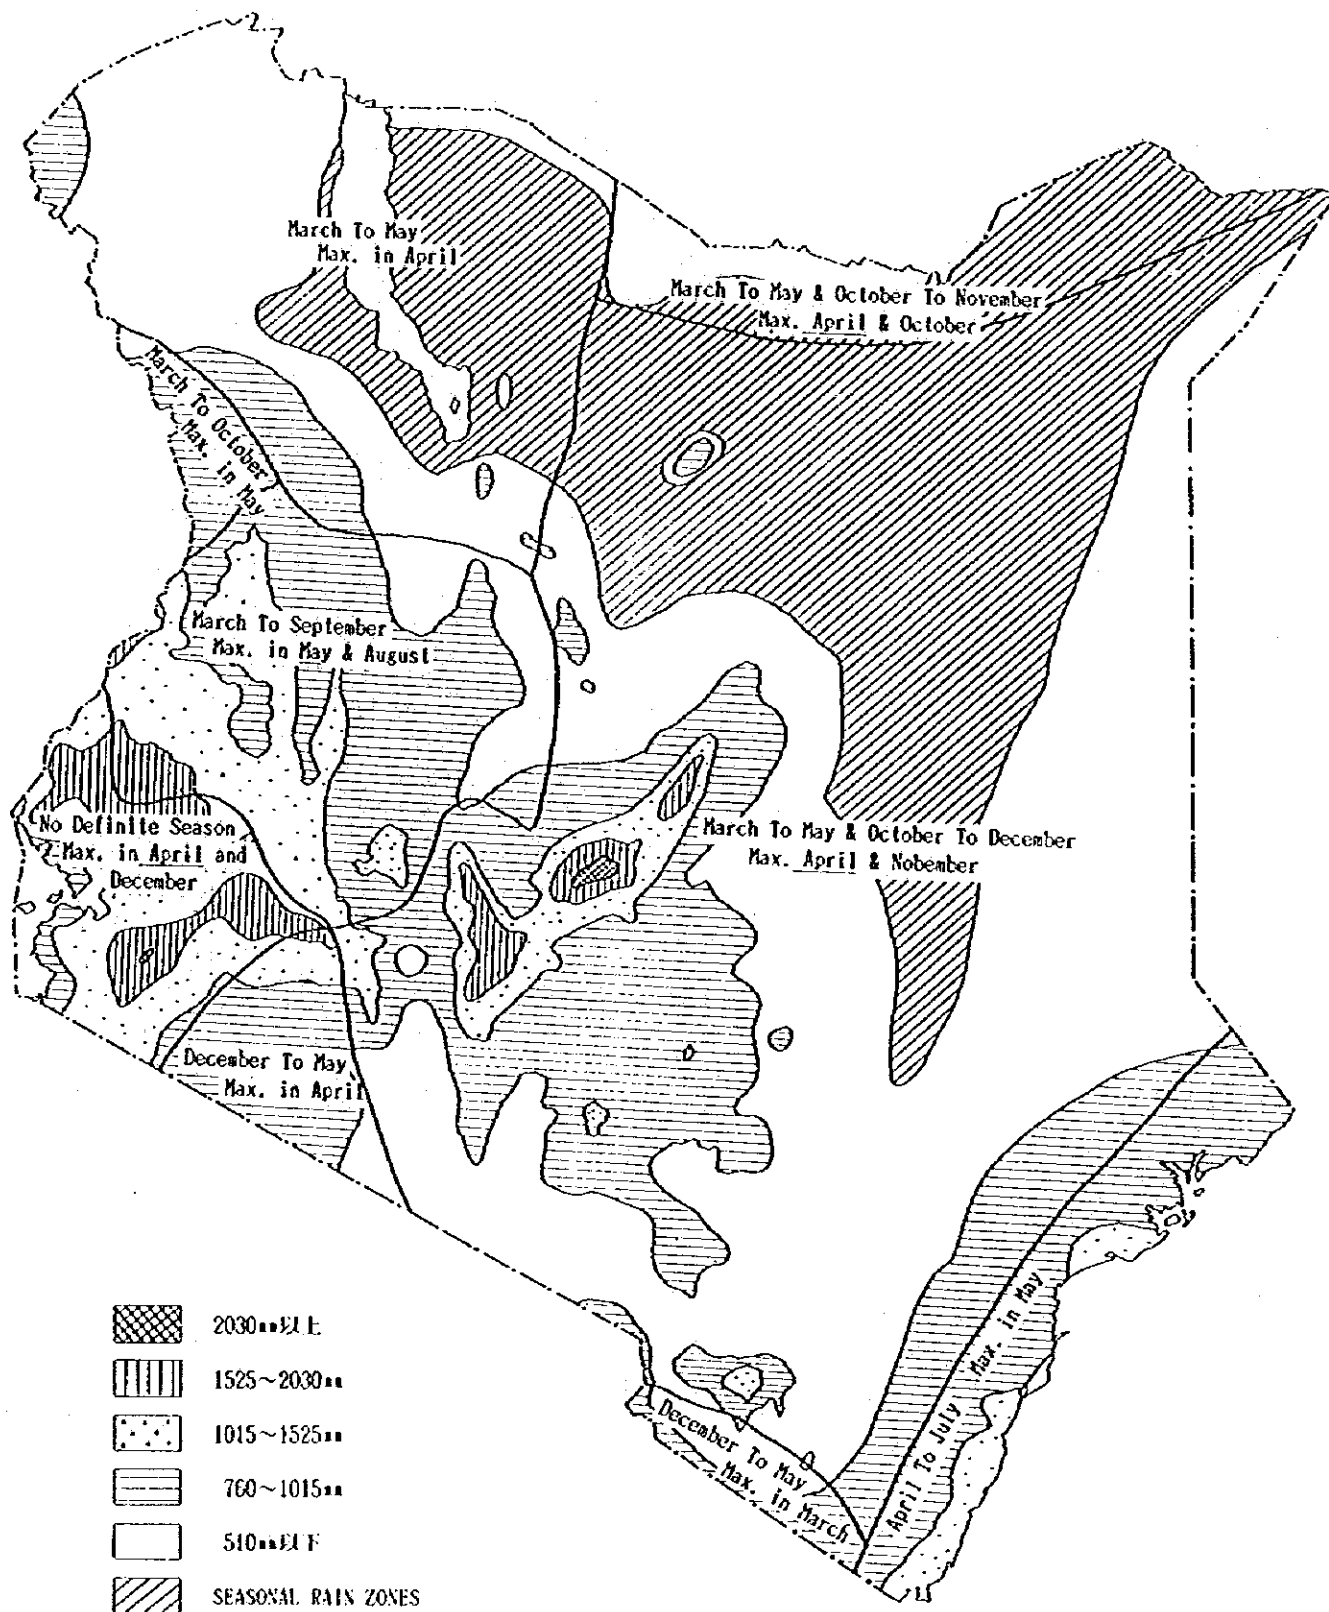 March To May
Max. in April
March To May & October To November
Max. April & October
March To October
Max. in May
March To September
Max. in May & August
No Definite Season
Max. in April and
December
March To May & October To December
Max. April & Nobember
December To May
Max. in April
April To July Max. in May
December To May
Max. in March
2030mm以上
1525~2030mm
1015~1525mm
760~1015mm
510mm以下
SEASONAL RAIN ZONES